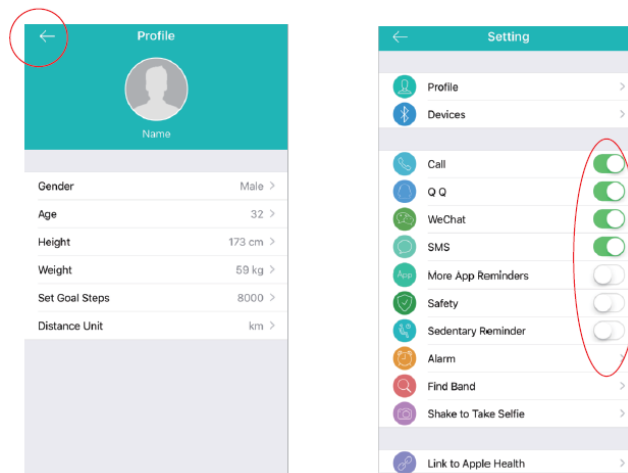 Profile
Name
Gender Male
Age 32
Height 173 cm
Weight 59 kg
Set Goal Steps 8000
Distance Unit km
Setting
Profile
Devices
Call
Q Q
WeChat
SMS
App More App Reminders
Safety
Sedentary Reminder
Alarm
Find Band
Shake to Take Selfie
Link to Apple Health